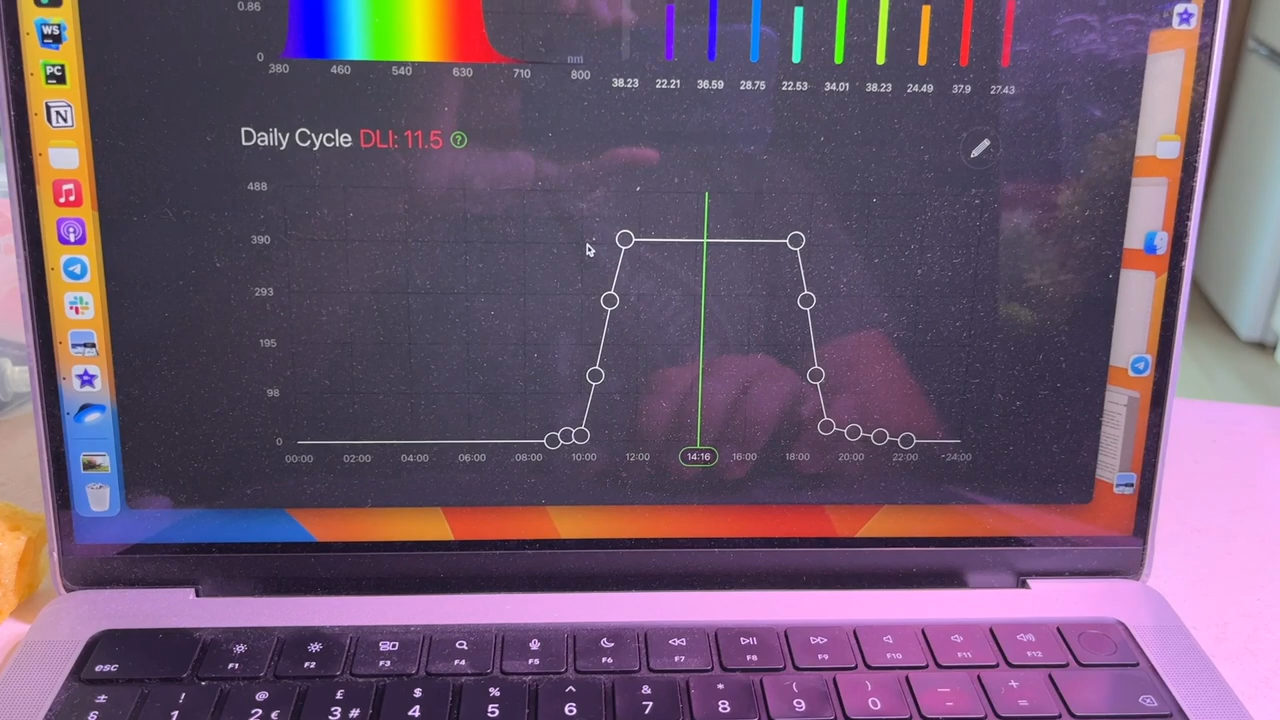 0.86
0
nm
380 460 540 630 710 800
38.23 22.21 36.59 28.75 22.53 34.01 38.23 24.49 37.9 27.43
WS
PC
N
Daily Cycle DLI: 11.5 ?
488
390
293
195
98
0
00:00 02:00 04:00 06:00 08:00 10:00 12:00 14:16 16:00 18:00 20:00 22:00 24:00
esc F1 F2 F3 F4 F5 F6 F7 F8 F9 F10 F11 F12
± ! @ £ $ % ^ & * ( ) — +
§ 1 2 € 3 # 4 5 6 7 8 9 0 - =